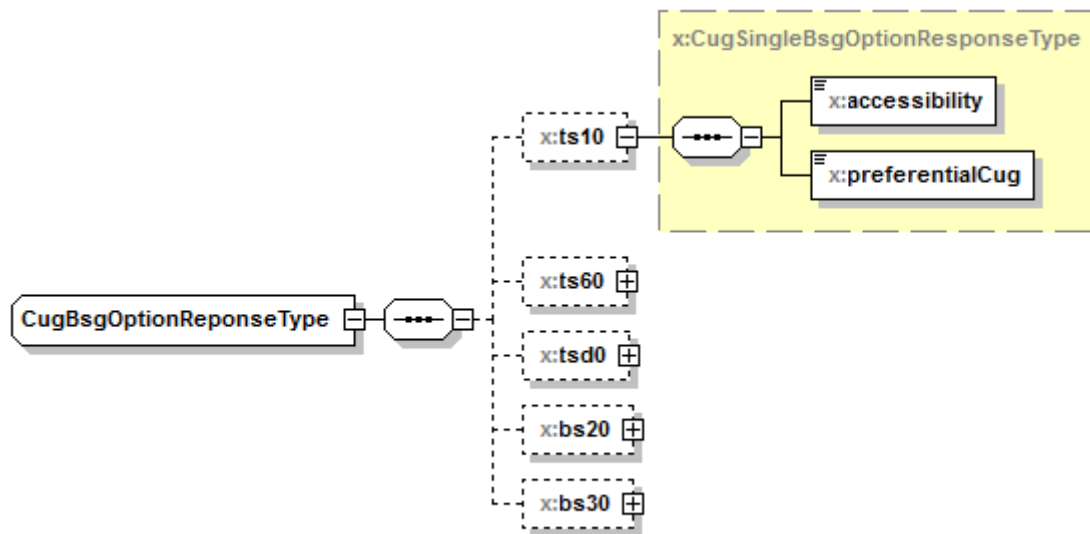 x:CugSingleBsgOptionResponseType
x:accessibility
x:ts10
x:preferentialCug
x:ts60
CugBsgOptionReponseType
x:tsd0
x:bs20
x:bs30